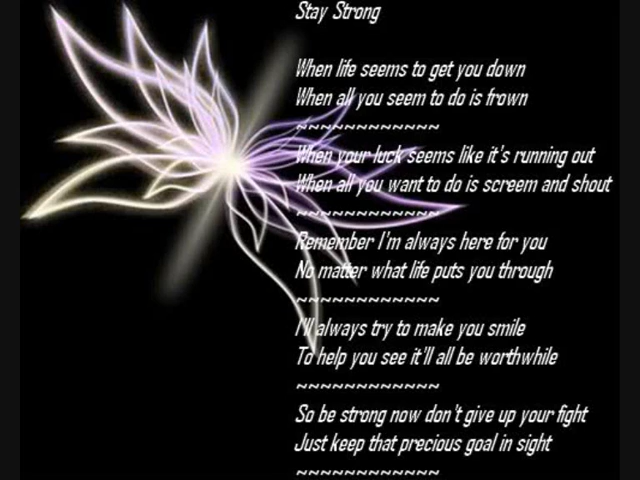 Stay Strong
When life seems to get you down
When all you seem to do is frown
~~~~~~~~~~~~
When your luck seems like it's running out
When all you want to do is screem and shout
~~~~~~~~~~~~
Remember I'm always here for you
No matter what life puts you through
~~~~~~~~~~~~
I'll always try to make you smile
To help you see it'll all be worthwhile
~~~~~~~~~~~~
So be strong now don't give up your fight
Just keep that precious goal in sight
~~~~~~~~~~~~